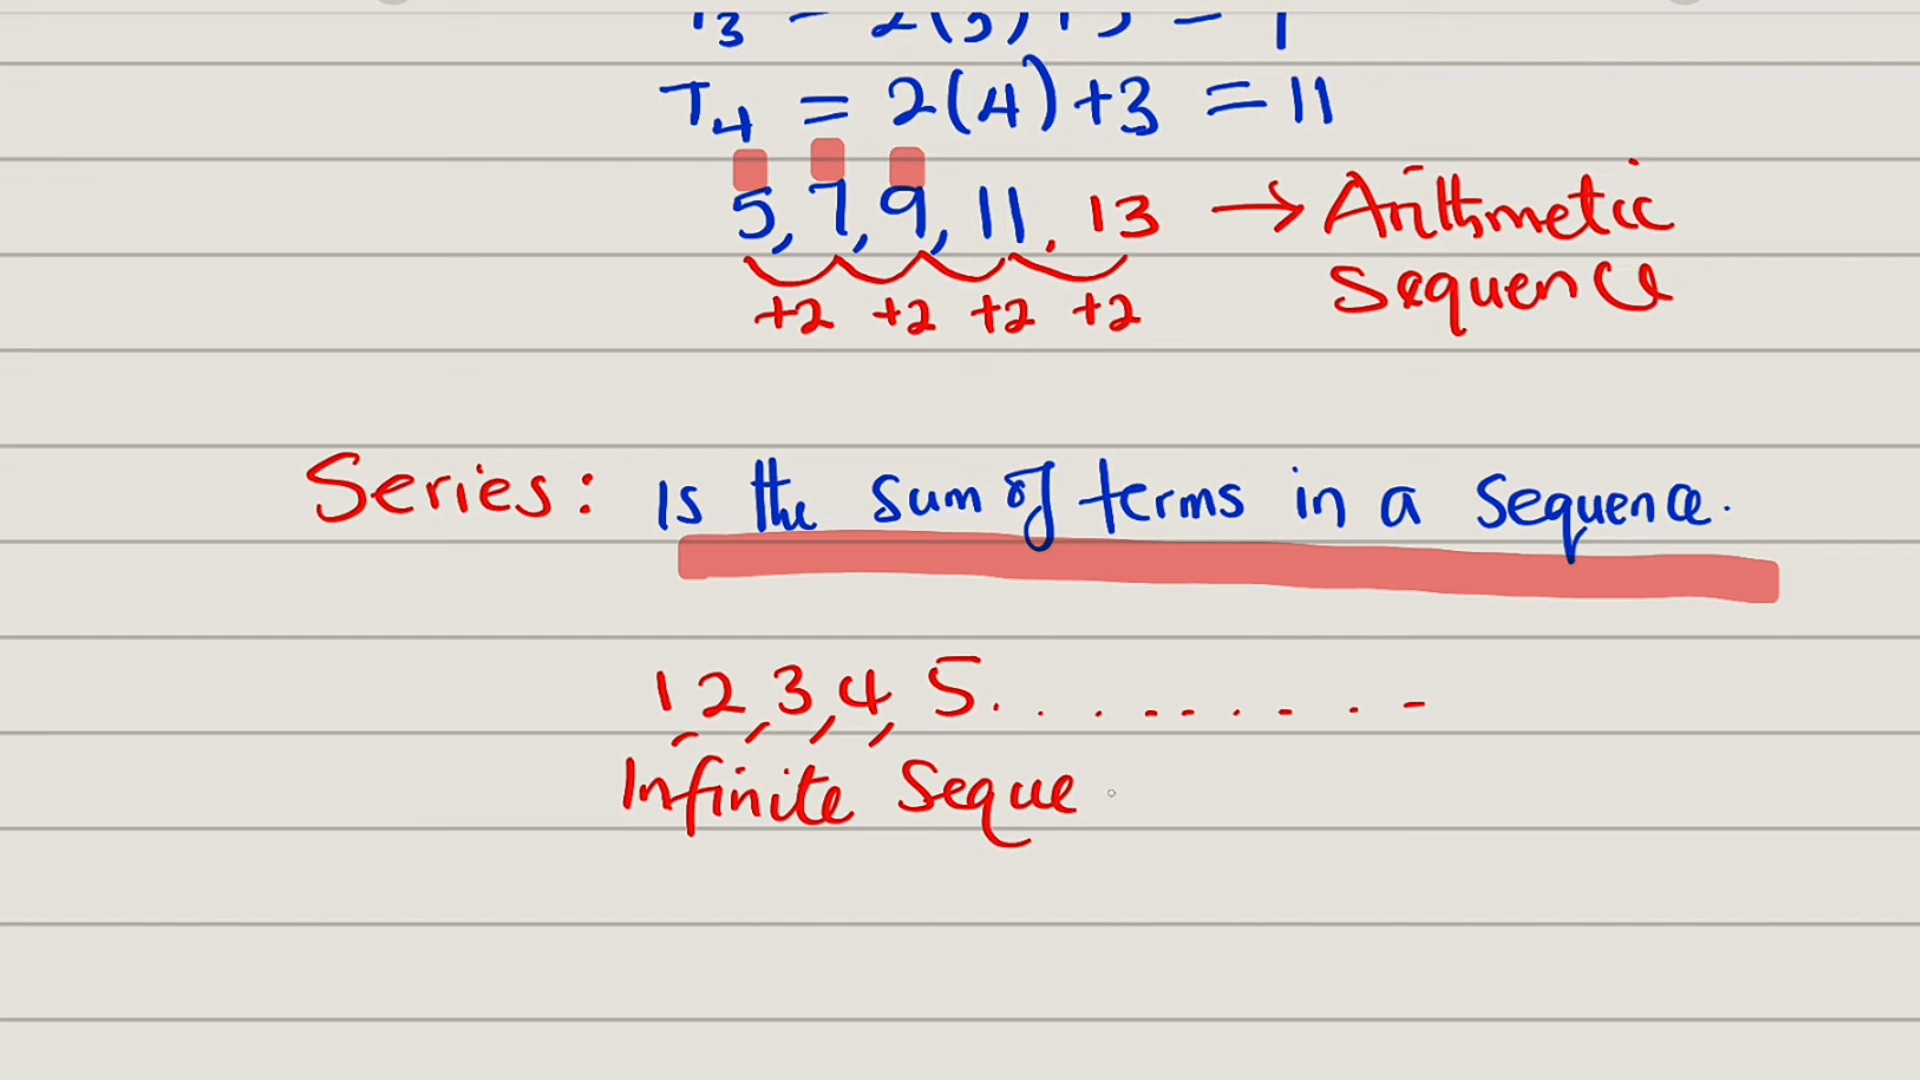 T4 = 2(4)+3 = 11
5, 7, 9, 11, 13 → Arithmetic
+2 +2 +2 +2 sequence
Series: Is the sum of terms in a sequence.
1, 2, 3, 4, 5. . . . . . . . . .
Infinite Seque